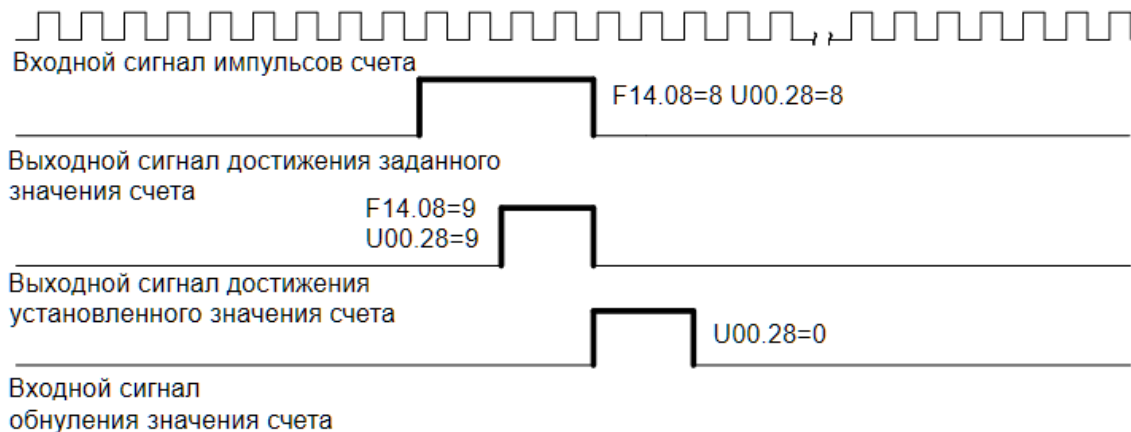 Входной сигнал импульсов счета
F14.08=8 U00.28=8
Выходной сигнал достижения заданного
значения счета
F14.08=9
U00.28=9
Выходной сигнал достижения
установленного значения счета
U00.28=0
Входной сигнал
обнуления значения счета